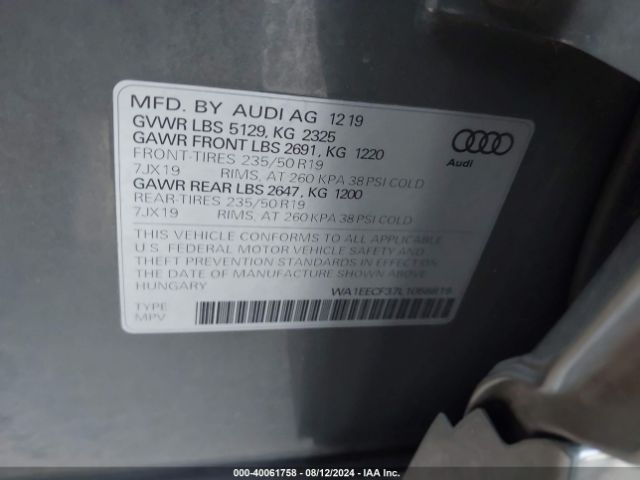 MFD. BY AUDI AG 12 19
GVWR LBS 5129, KG 2325
GAWR FRONT LBS 2691, KG 1220
FRONT-TIRES 235/50 R19
7JX19 RIMS, AT 260 KPA 38 PSI COLD
GAWR REAR LBS 2647, KG 1200
REAR-TIRES 235/50 R19
7JX19 RIMS, AT 260 KPA 38 PSI COLD
Audi
THIS VEHICLE CONFORMS TO ALL APPLICABLE
U.S. FEDERAL MOTOR VEHICLE SAFETY AND
THEFT PREVENTION STANDARDS IN EFFECT ON
THE DATE OF MANUFACTURE SHOWN ABOVE.
HUNGARY
TYPE:
MPV
000-40061758 - 08/12/2024 - IAA Inc.